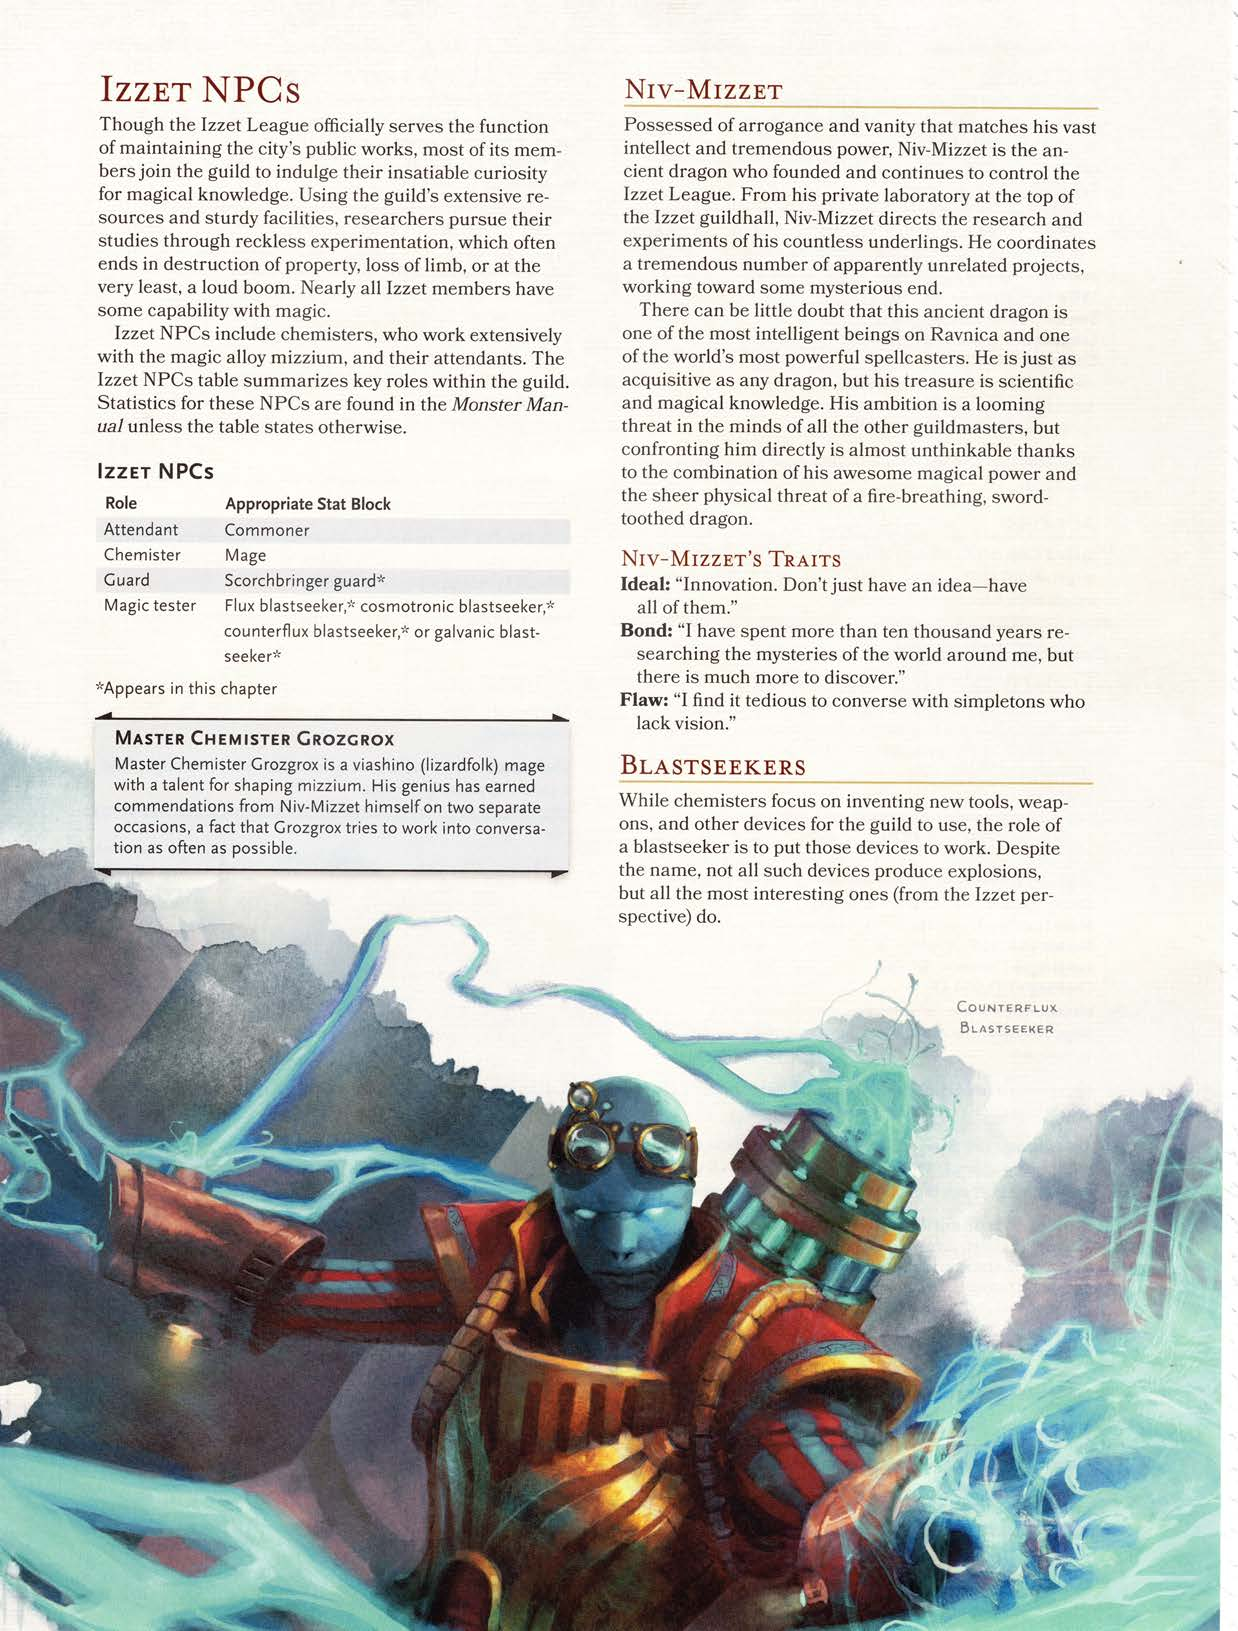 Izzet NPCs
Though the Izzet League officially serves the function
of maintaining the city's public works, most of its mem-
bers join the guild to indulge their insatiable curiosity
for magical knowledge. Using the guild's extensive re-
sources and sturdy facilities, researchers pursue their
studies through reckless experimentation, which often
ends in destruction of property, loss of limb, or at the
very least, a loud boom. Nearly all Izzet members have
some capability with magic.
Izzet NPCs include chemisters, who work extensively
with the magic alloy mizzium, and their attendants. The
Izzet NPCs table summarizes key roles within the guild.
Statistics for these NPCs are found in the Monster Man-
ual unless the table states otherwise.
Izzet NPCs
Role Appropriate Stat Block
Attendant Commoner
Chemister Mage
Guard Scorchbringer guard*
Magic tester Flux blastseeker,* cosmotronic blastseeker,*
counterflux blastseeker,* or galvanic blast-
seeker*
*Appears in this chapter
Master Chemister Grozgrox
Master Chemister Grozgrox is a viashino (lizardfolk) mage
with a talent for shaping mizzium. His genius has earned
commendations from Niv-Mizzet himself on two separate
occasions, a fact that Grozgrox tries to work into conversa-
tion as often as possible.
Niv-Mizzet
Possessed of arrogance and vanity that matches his vast
intellect and tremendous power, Niv-Mizzet is the an-
cient dragon who founded and continues to control the
Izzet League. From his private laboratory at the top of
the Izzet guildhall, Niv-Mizzet directs the research and
experiments of his countless underlings. He coordinates
a tremendous number of apparently unrelated projects,
working toward some mysterious end.
There can be little doubt that this ancient dragon is
one of the most intelligent beings on Ravnica and one
of the world's most powerful spellcasters. He is just as
acquisitive as any dragon, but his treasure is scientific
and magical knowledge. His ambition is a looming
threat in the minds of all the other guildmasters, but
confronting him directly is almost unthinkable thanks
to the combination of his awesome magical power and
the sheer physical threat of a fire-breathing, sword-
toothed dragon.
Niv-Mizzet's Traits
Ideal: "Innovation. Don't just have an idea—have
all of them."
Bond: "I have spent more than ten thousand years re-
searching the mysteries of the world around me, but
there is much more to discover."
Flaw: "I find it tedious to converse with simpletons who
lack vision."
Blastseekers
While chemisters focus on inventing new tools, weap-
ons, and other devices for the guild to use, the role of
a blastseeker is to put those devices to work. Despite
the name, not all such devices produce explosions,
but all the most interesting ones (from the Izzet per-
spective) do.
Counterflux
Blastseeker